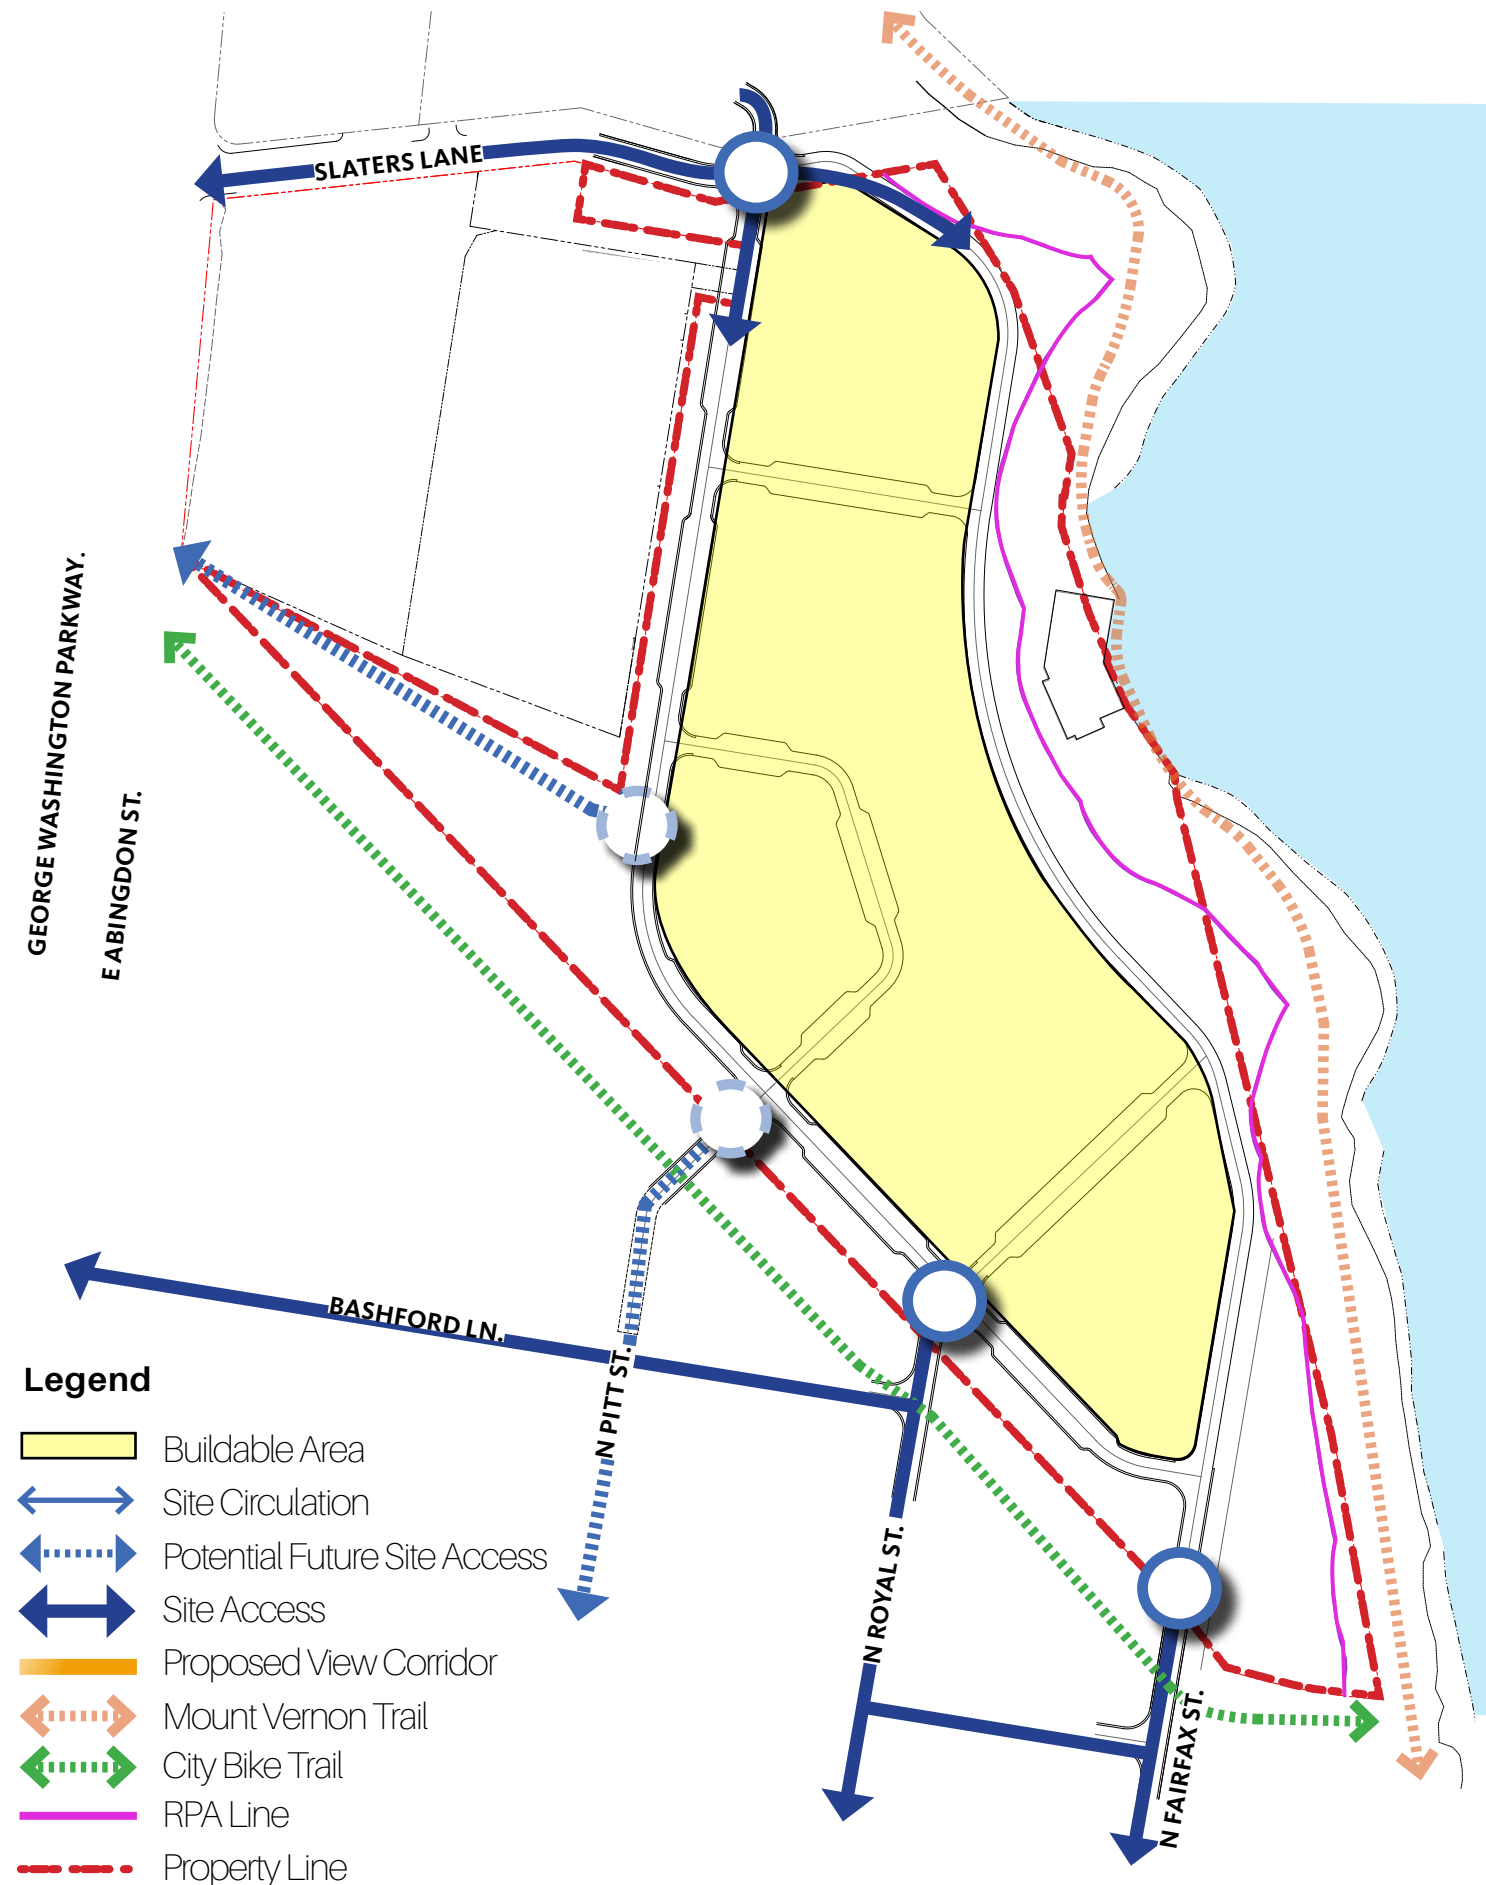 SLATERS LANE
GEORGE WASHINGTON PARKWAY.
E ABINGDON ST.
BASHFORD LN.
N PITT ST.
N ROYAL ST.
N FAIRFAX ST.
Legend
Buildable Area
Site Circulation
Potential Future Site Access
Site Access
Proposed View Corridor
Mount Vernon Trail
City Bike Trail
RPA Line
Property Line